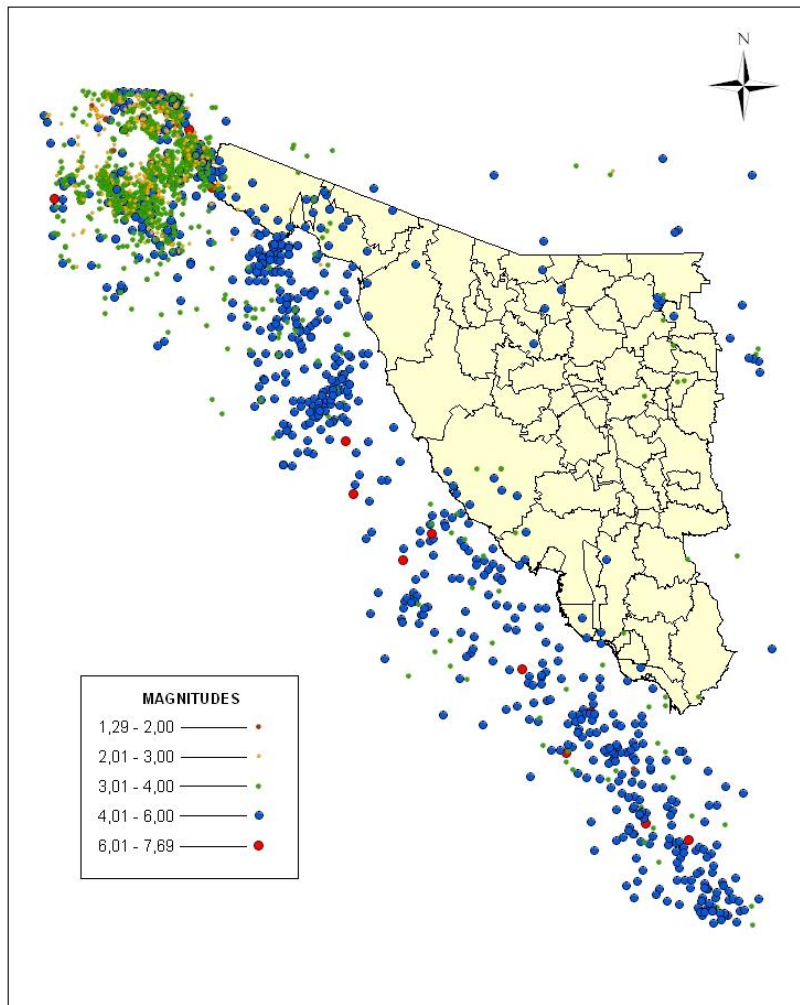 N
MAGNITUDES
1,29 - 2,00
2,01 - 3,00
3,01 - 4,00
4,01 - 6,00
6,01 - 7,69